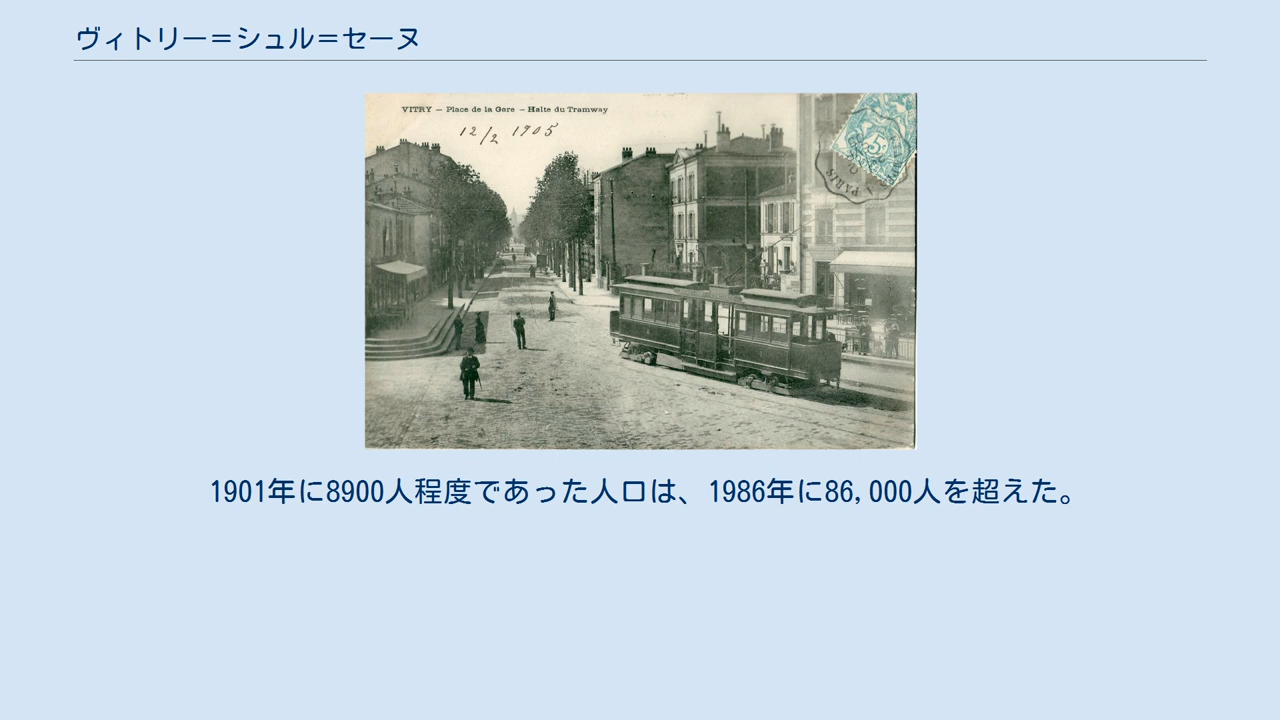 ヴィトリー＝シュル＝セーヌ
VITRY — Place de la Gare — Halte du Tramway
12/2 1905
5
PARIS
1901年に8900人程度であった人口は、1986年に86,000人を超えた。